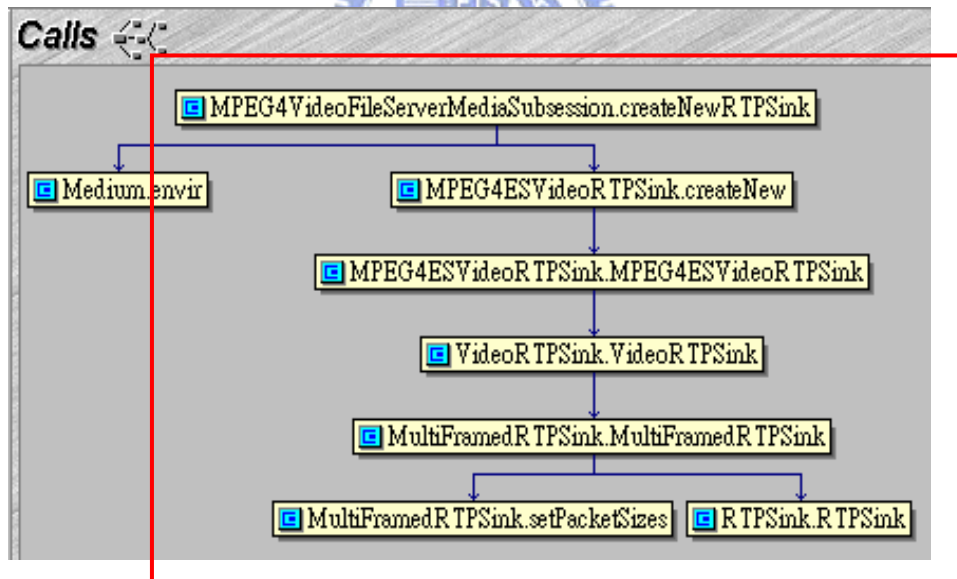 Calls
MPEG4VideoFileServerMediaSubsession.createNewRTPSink
Medium.envir
MPEG4ESVideoRTPSink.createNew
MPEG4ESVideoRTPSink.MPEG4ESVideoRTPSink
VideoRTPSink.VideoRTPSink
MultiFramedRTPSink.MultiFramedRTPSink
MultiFramedRTPSink.setPacketSizes
RTPSink.RTPSink